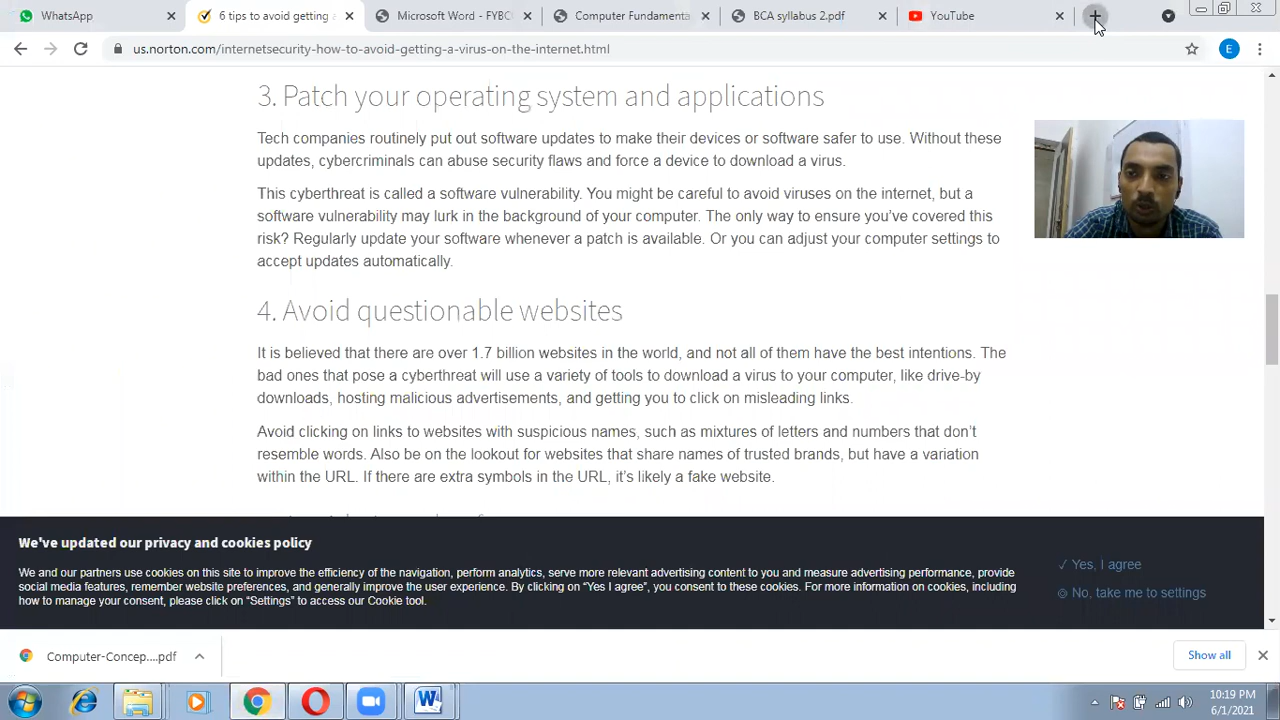 WhatsApp
6 tips to avoid getting a
Microsoft Word - FYBC
Computer Fundamenta
BCA syllabus 2.pdf
YouTube
us.norton.com/internetsecurity-how-to-avoid-getting-a-virus-on-the-internet.html
E
3. Patch your operating system and applications
Tech companies routinely put out software updates to make their devices or software safer to use. Without these
updates, cybercriminals can abuse security flaws and force a device to download a virus.
This cyberthreat is called a software vulnerability. You might be careful to avoid viruses on the internet, but a
software vulnerability may lurk in the background of your computer. The only way to ensure you've covered this
risk? Regularly update your software whenever a patch is available. Or you can adjust your computer settings to
accept updates automatically.
4. Avoid questionable websites
It is believed that there are over 1.7 billion websites in the world, and not all of them have the best intentions. The
bad ones that pose a cyberthreat will use a variety of tools to download a virus to your computer, like drive-by
downloads, hosting malicious advertisements, and getting you to click on misleading links.
Avoid clicking on links to websites with suspicious names, such as mixtures of letters and numbers that don't
resemble words. Also be on the lookout for websites that share names of trusted brands, but have a variation
within the URL. If there are extra symbols in the URL, it's likely a fake website.
We've updated our privacy and cookies policy
We and our partners use cookies on this site to improve the efficiency of the navigation, perform analytics, serve more relevant advertising content to you and measure advertising performance, provide
social media features, remember website preferences, and generally improve the user experience. By clicking on "Yes I agree", you consent to these cookies. For more information on cookies, including
how to manage your consent, please click on "Settings" to access our Cookie tool.
✓ Yes, I agree
No, take me to settings
Computer-Concep....pdf
Show all
10:19 PM
6/1/2021